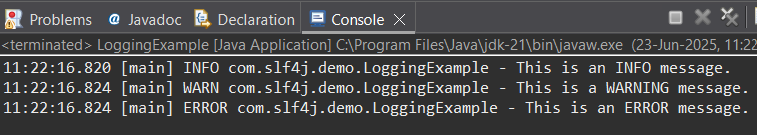 Problems Javadoc Declaration Console
<terminated> LoggingExample [Java Application] C:\Program Files\Java\jdk-21\bin\javaw.exe (23-Jun-2025, 11:22
11:22:16.820 [main] INFO com.slf4j.demo.LoggingExample - This is an INFO message.
11:22:16.824 [main] WARN com.slf4j.demo.LoggingExample - This is a WARNING message.
11:22:16.824 [main] ERROR com.slf4j.demo.LoggingExample - This is an ERROR message.